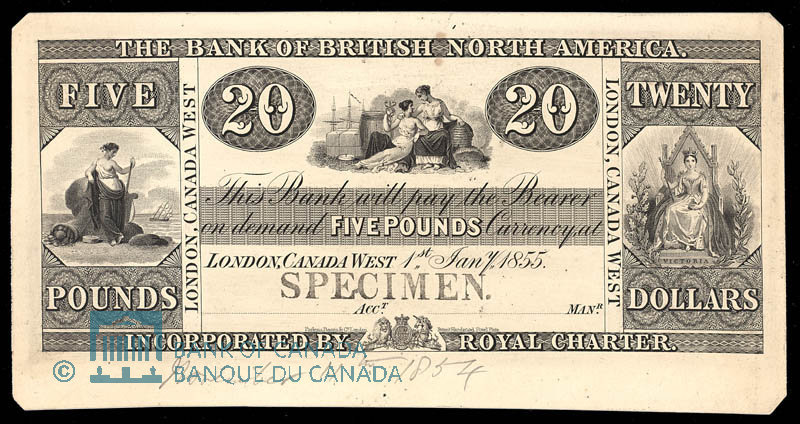 THE BANK OF BRITISH NORTH AMERICA.
FIVE
20
20
TWENTY
LONDON, CANADA WEST
LONDON, CANADA WEST
This Bank will pay the Bearer
on demand FIVE POUNDS Currency, at
LONDON, CANADA WEST 1st Jany. 1855.
VICTORIA
SPECIMEN.
POUNDS
DOLLARS
ACCT
MANR
INCORPORATED BY ROYAL CHARTER.
© BANK OF CANADA
BANQUE DU CANADA
1854